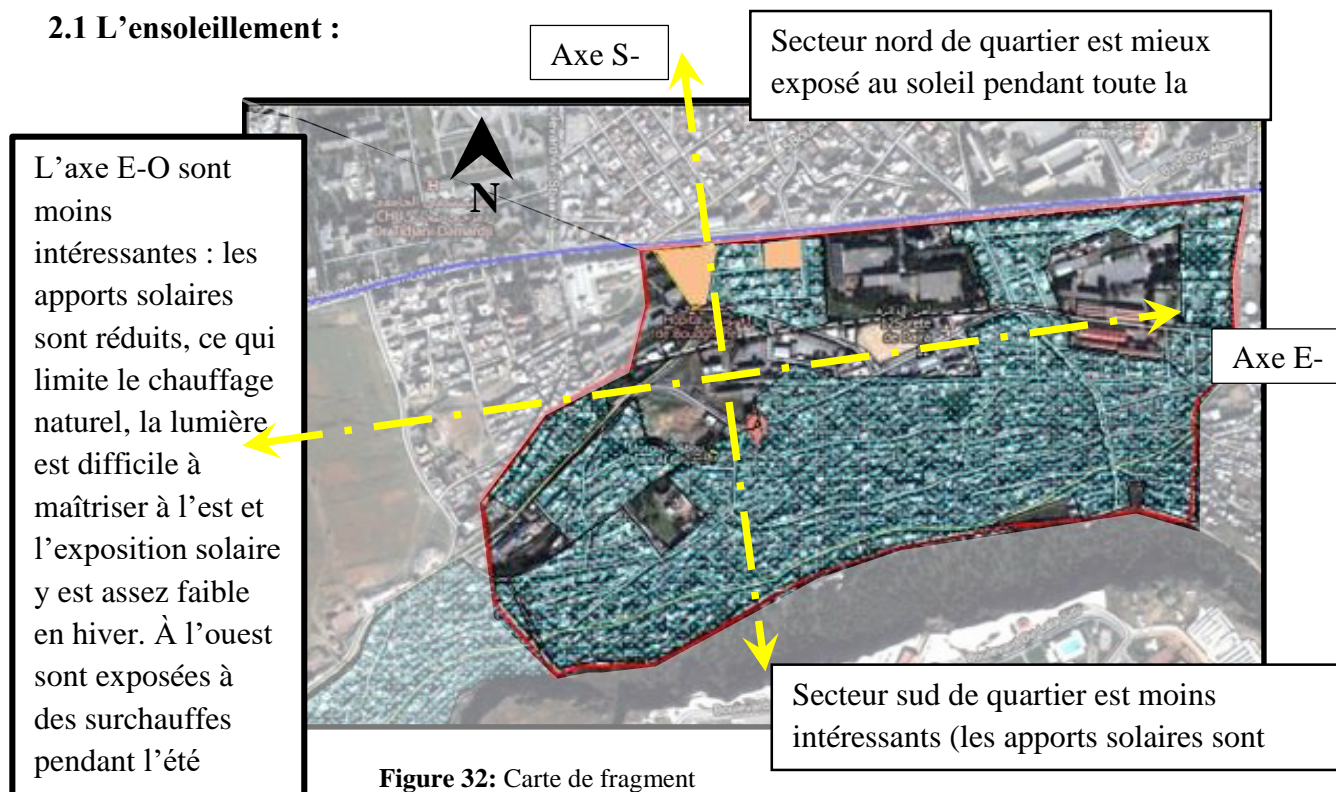 2.1 L’ensoleillement :
Axe S-
Secteur nord de quartier est mieux
exposé au soleil pendant toute la
L’axe E-O sont
moins
intéressantes : les
apports solaires
sont réduits, ce qui
limite le chauffage
naturel, la lumière
est difficile à
maîtriser à l’est et
l’exposition solaire
y est assez faible
en hiver. À l’ouest
sont exposées à
des surchauffes
pendant l’été
N
Axe E-
Secteur sud de quartier est moins
intéressants (les apports solaires sont
Figure 32: Carte de fragment